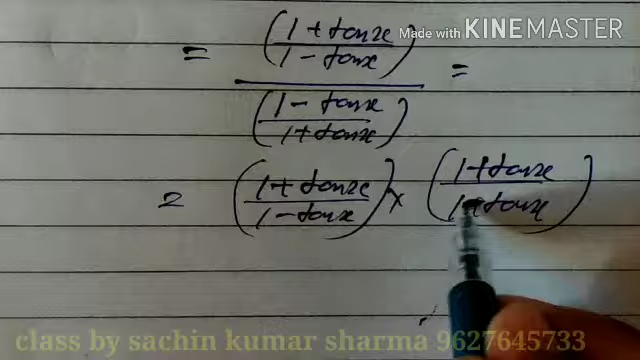 Made with KINEMASTER
= ((1 + tanx)/(1 - tanx)) / ((1 - tanx)/(1 + tanx)) =
= ((1 + tanx)/(1 - tanx)) × ((1 + tanx)/(1 - tanx))
class by sachin kumar sharma 9627645733